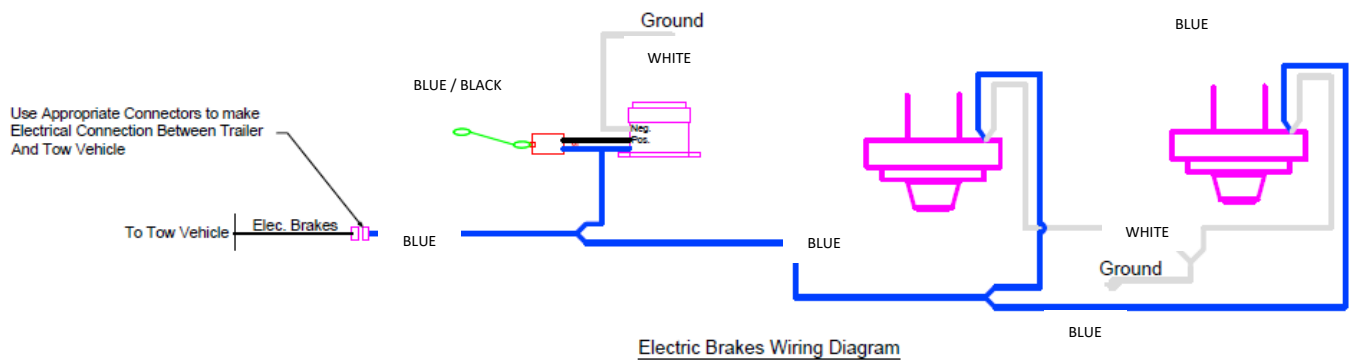 Ground
BLUE
WHITE
BLUE / BLACK
Use Appropriate Connectors to make
Electrical Connection Between Trailer
And Tow Vehicle
Neg.
Pos.
To Tow Vehicle
Elec. Brakes
BLUE
BLUE
WHITE
Ground
BLUE
Electric Brakes Wiring Diagram